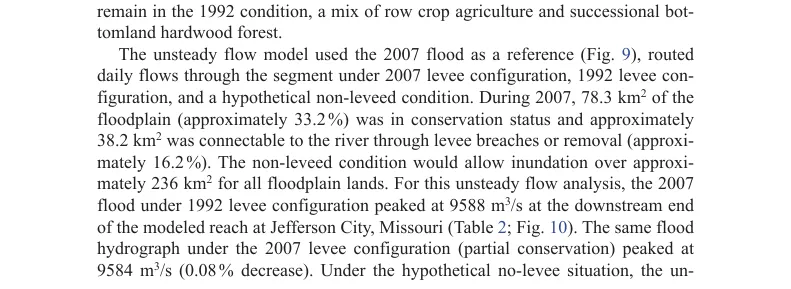 remain in the 1992 condition, a mix of row crop agriculture and successional bot-
tomland hardwood forest.
The unsteady flow model used the 2007 flood as a reference (Fig. 9), routed
daily flows through the segment under 2007 levee configuration, 1992 levee con-
figuration, and a hypothetical non-leveed condition. During 2007, 78.3 km² of the
floodplain (approximately 33.2%) was in conservation status and approximately
38.2 km² was connectable to the river through levee breaches or removal (approxi-
mately 16.2%). The non-leveed condition would allow inundation over approxi-
mately 236 km² for all floodplain lands. For this unsteady flow analysis, the 2007
flood under 1992 levee configuration peaked at 9588 m³/s at the downstream end
of the modeled reach at Jefferson City, Missouri (Table 2; Fig. 10). The same flood
hydrograph under the 2007 levee configuration (partial conservation) peaked at
9584 m³/s (0.08% decrease). Under the hypothetical no-levee situation, the un-